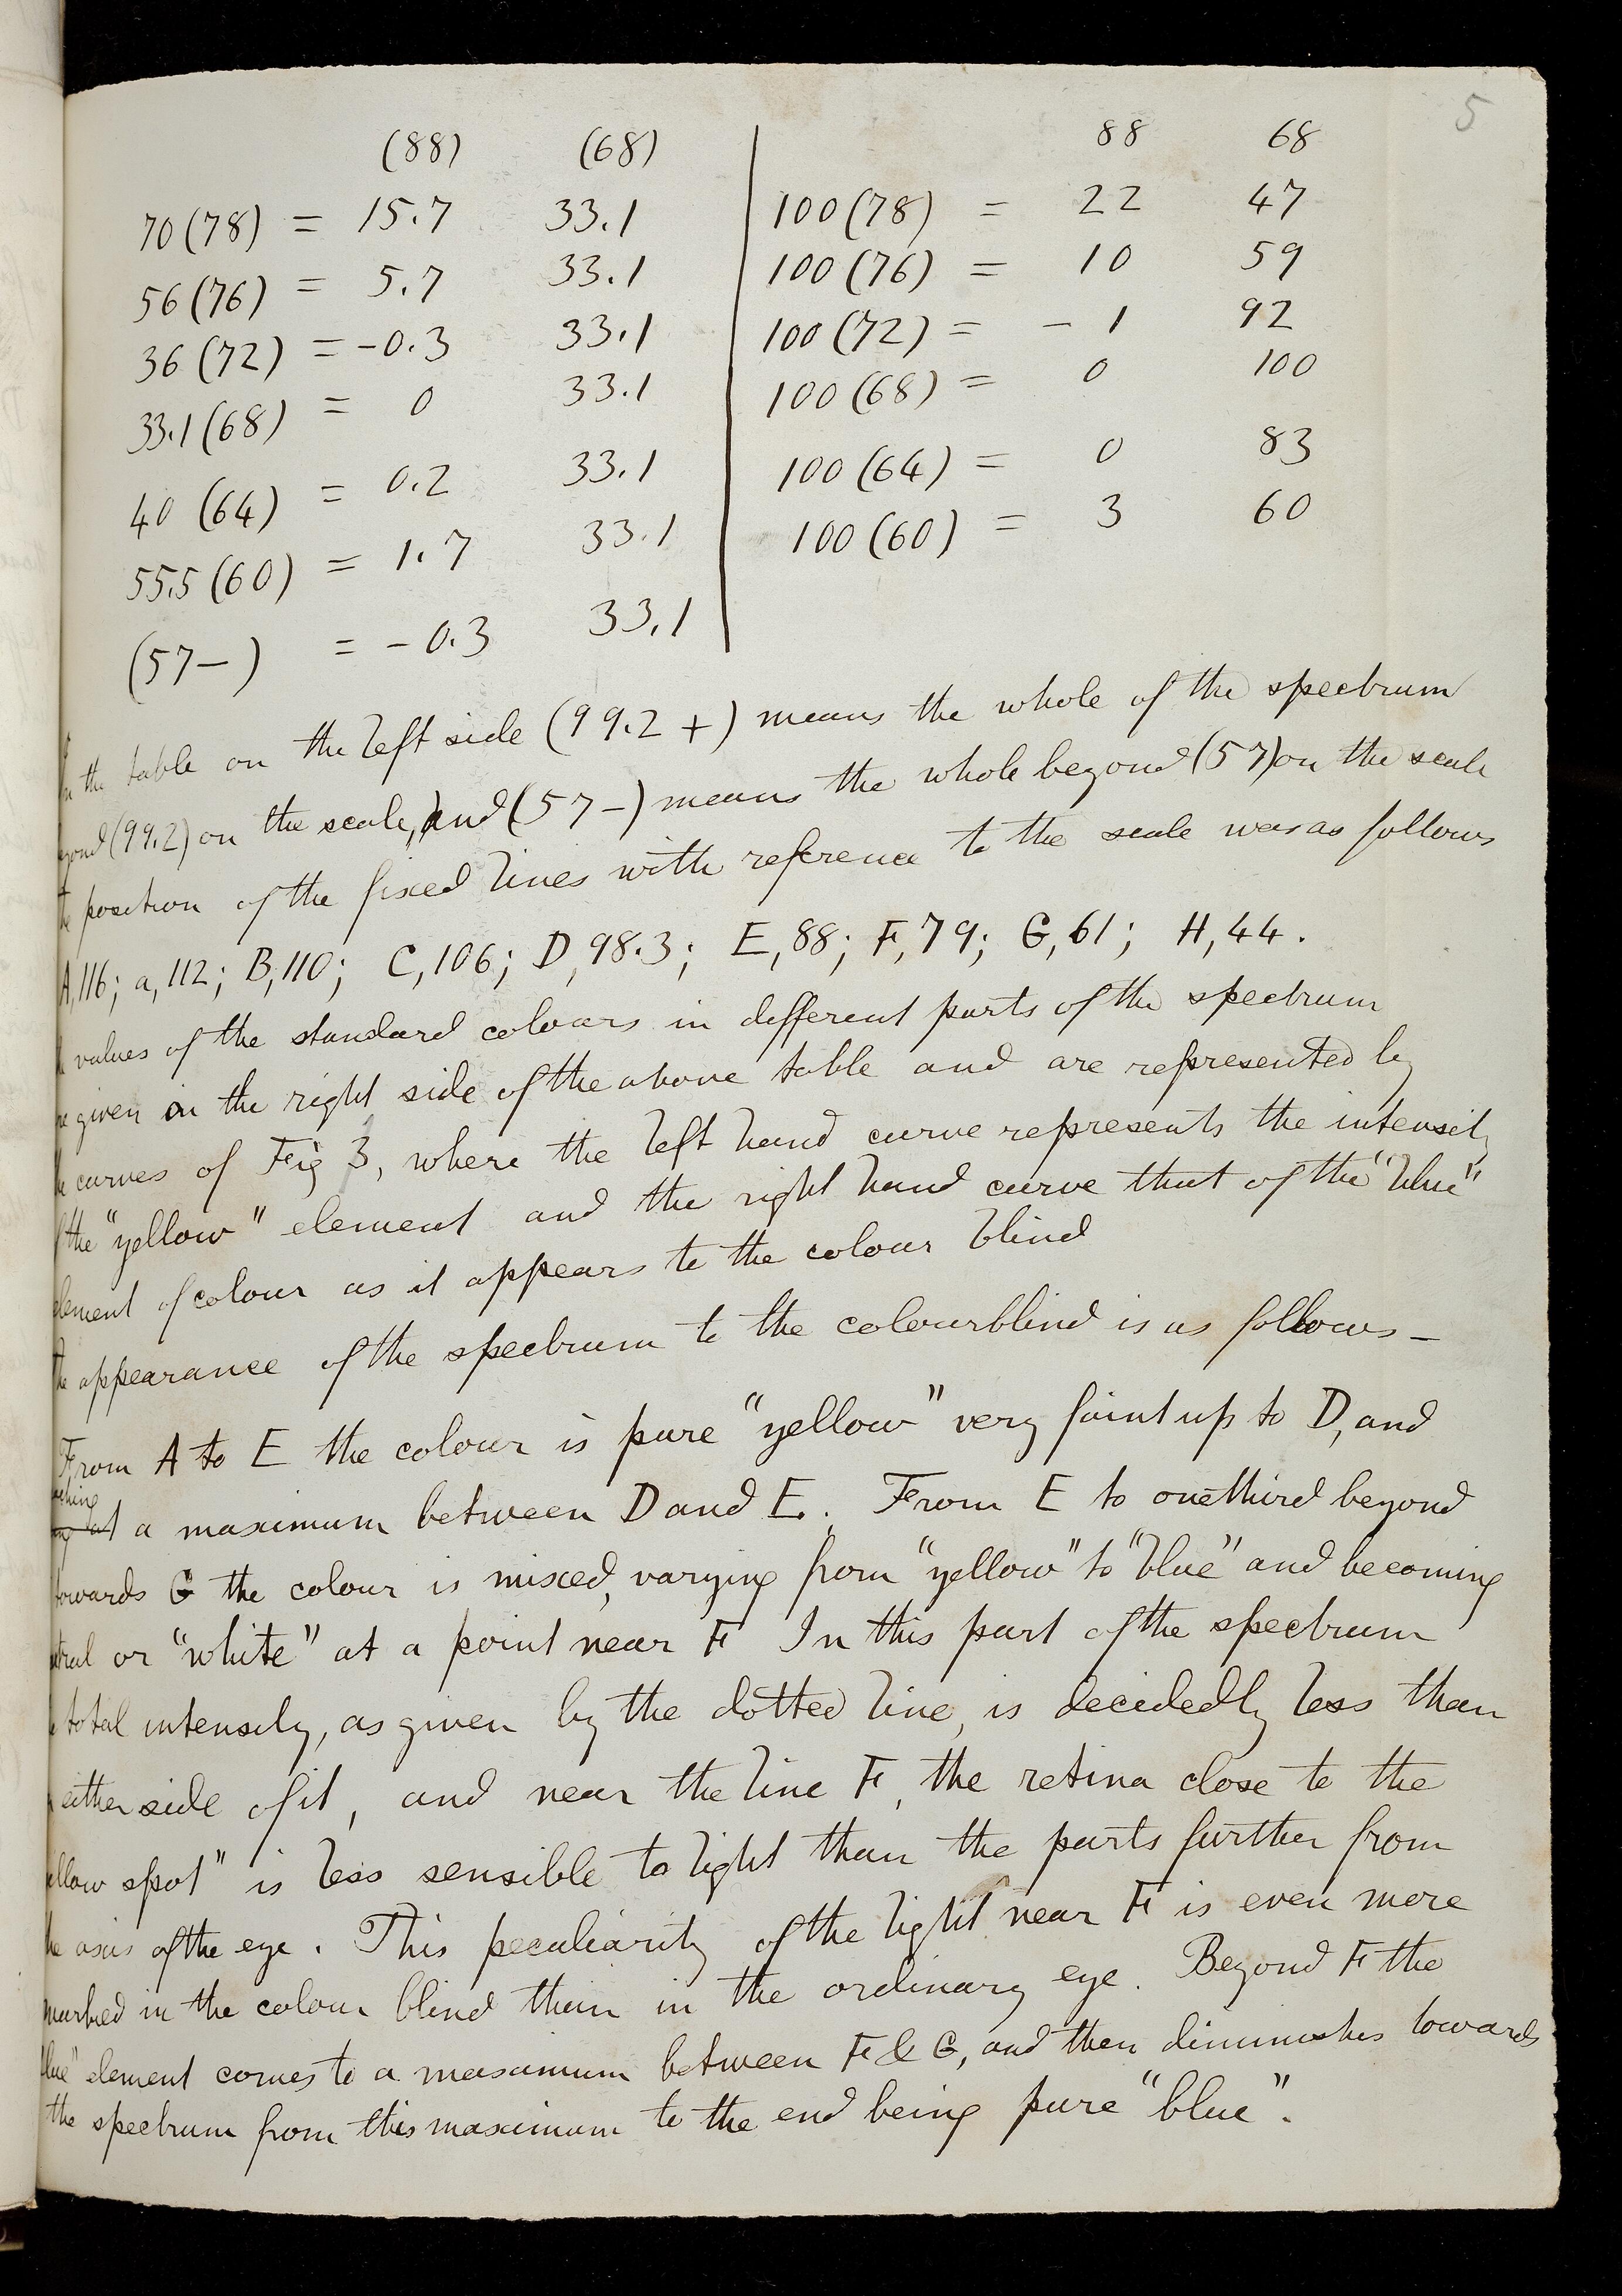 5
(88) (68) 88 68
70 (78) = 15.7 33.1 100 (78) = 22 47
56 (76) = 5.7 33.1 100 (76) = 10 59
36 (72) = -0.3 33.1 100 (72) = - 1 92
33.1 (68) = 0 33.1 100 (68) = 0 100
40 (64) = 0.2 33.1 100 (64) = 0 83
55.5 (60) = 1.7 33.1 100 (60) = 3 60
(57-) = -0.3 33.1
the table on the left side (99.2 +) means the whole of the spectrum
(99.2) on the scale, and (57-) means the whole beyond (57) on the scale
position of the fixed lines with reference to the scale was as follows
A, 116; a, 112; B, 110; C, 106; D, 98.3; E, 88; F, 79; G, 61; H, 44.
values of the standard colours in different parts of the spectrum
given on the right side of the above table and are represented by
curves of Fig 3, where the left hand curve represents the intensity
the "yellow" element and the right hand curve that of the "blue"
element of colour as it appears to the colour blind
appearance of the spectrum to the colourblind is as follows —
From A to E the colour is pure "yellow" very faint up to D, and
a maximum between D and E. From E to one third beyond
towards G the colour is mixed, varying from "yellow" to "blue" and becoming
or "white" at a point near F In this part of the spectrum
total intensity, as given by the dotted line, is decidedly less than
either side of it, and near the line F, the retina close to the
spot" is less sensible to light than the parts further from
axis of the eye. This peculiarity of the light near F is even more
marked in the colour blind than in the ordinary eye. Beyond F the
element comes to a maximum between F & G, and then diminishes towards
the spectrum from this maximum to the end being pure "blue".